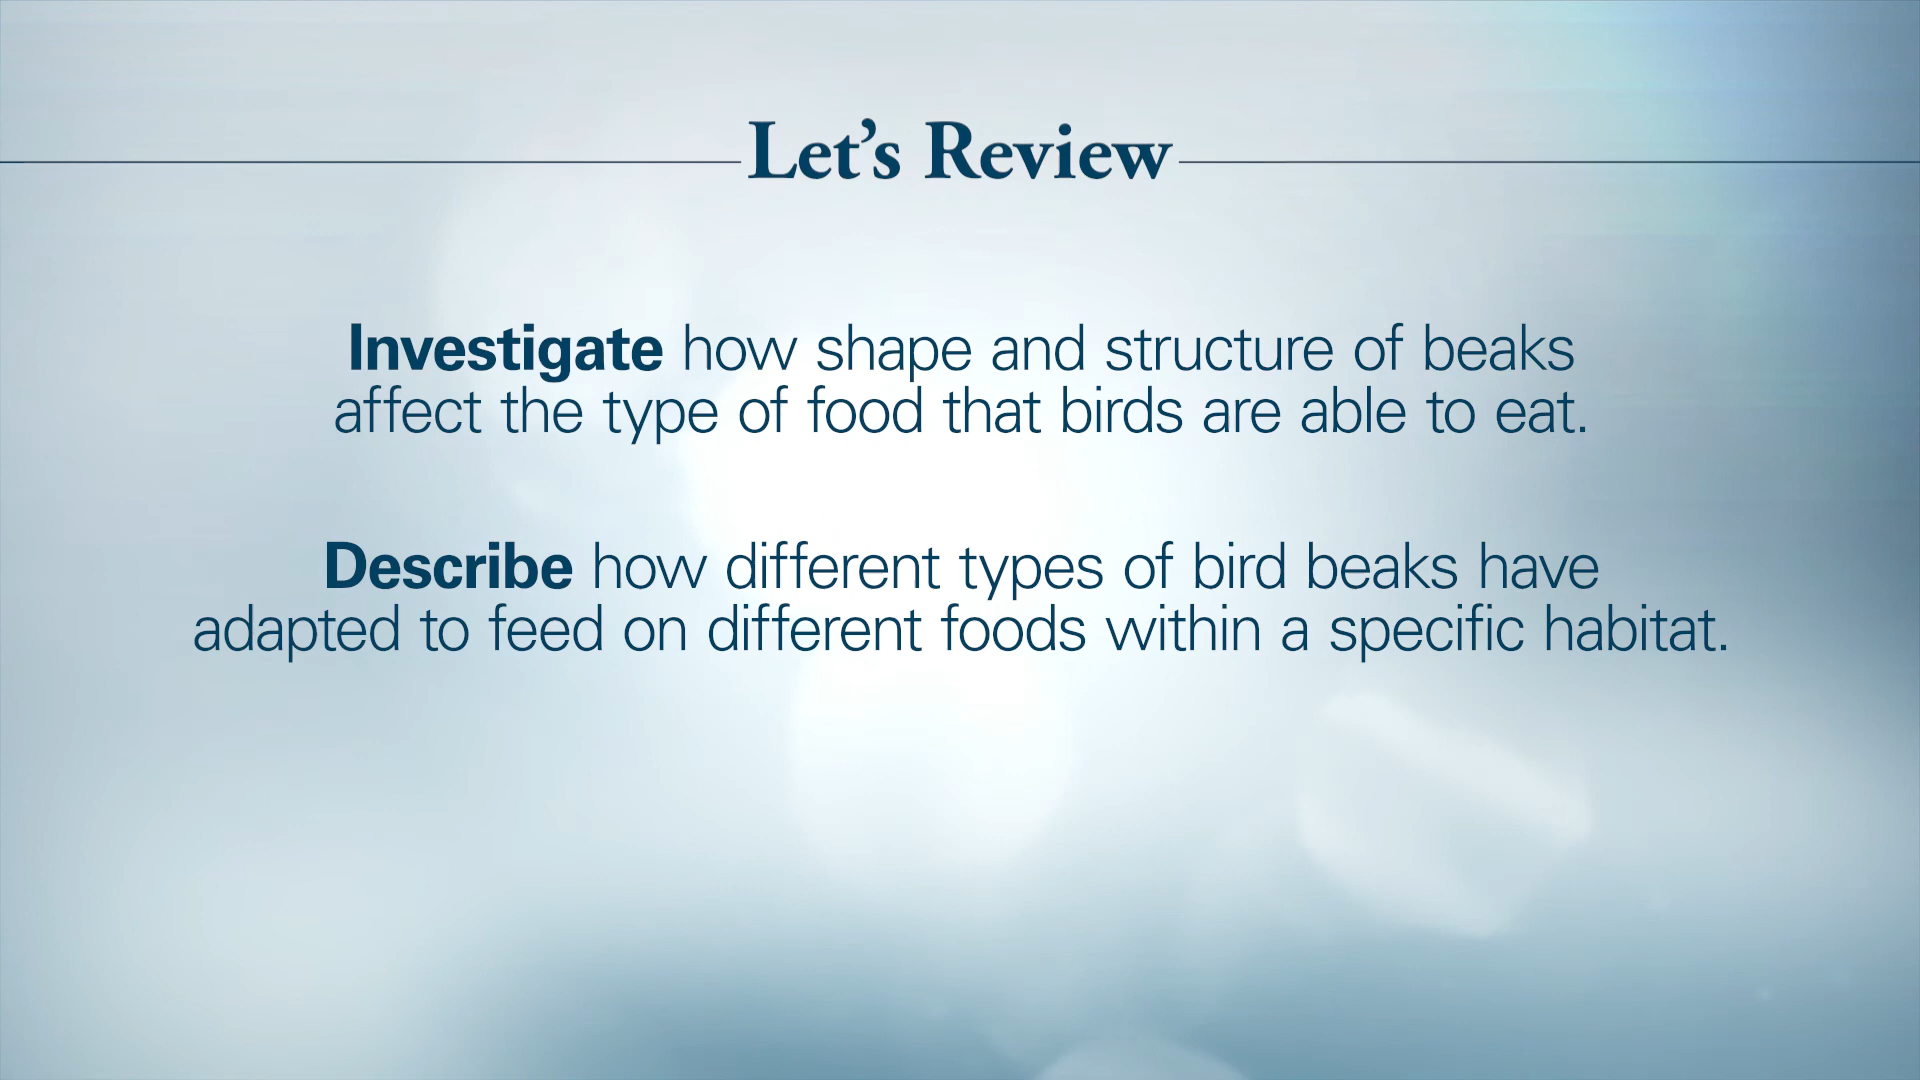 Let’s Review
Investigate how shape and structure of beaks
affect the type of food that birds are able to eat.
Describe how different types of bird beaks have
adapted to feed on different foods within a specific habitat.